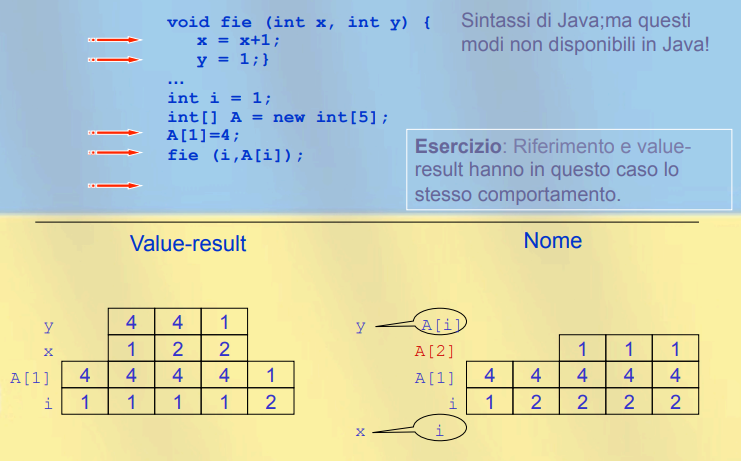 void fie (int x, int y) {
x = x+1;
y = 1;}
…
int i = 1;
int[] A = new int[5];
A[1]=4;
fie (i,A[i]);
Sintassi di Java;ma questi
modi non disponibili in Java!
Esercizio: Riferimento e value-
result hanno in questo caso lo
stesso comportamento.
Value-result
y 4 4 1
x 1 2 2
A[1] 4 4 4 4 1
i 1 1 1 1 2
Nome
y A[i]
A[2] 1 1 1
A[1] 4 4 4 4 4
i 1 2 2 2 2
x i